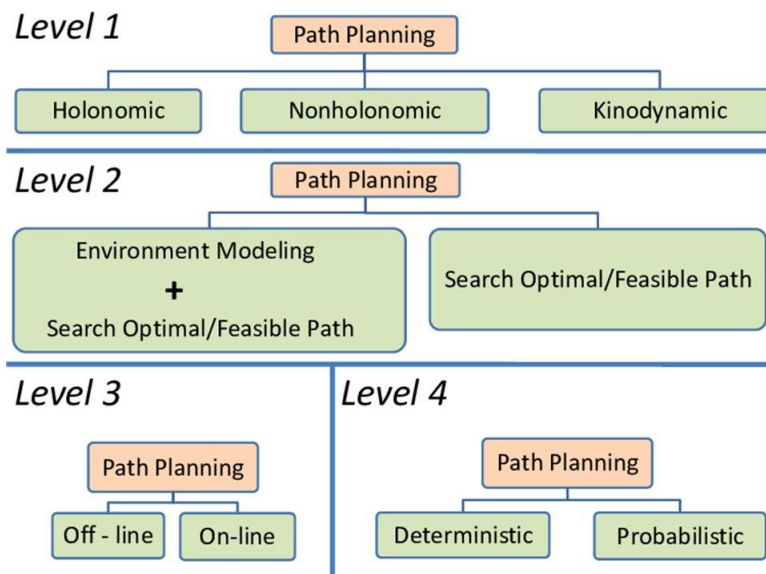 Level 1
Path Planning
Holonomic
Nonholonomic
Kinodynamic
Level 2
Path Planning
Environment Modeling
+
Search Optimal/Feasible Path
Search Optimal/Feasible Path
Level 3
Path Planning
Off - line
On-line
Level 4
Path Planning
Deterministic
Probabilistic